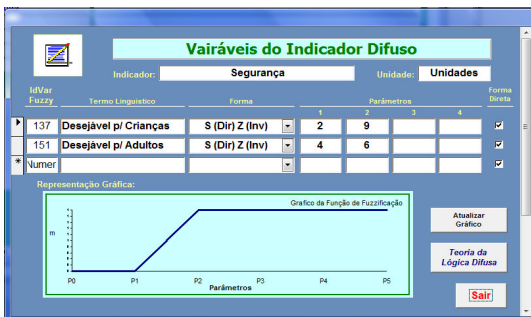 Vairáveis do Indicador Difuso
Indicador: Segurança Unidade: Unidades
IdVar Fuzzy Termo Linguístico Forma Parâmetros Forma Direta
1 2 3 4
137 Desejável p/ Crianças S (Dir) Z (Inv) 2 9
151 Desejável p/ Adultos S (Dir) Z (Inv) 4 6
* Numer
Representação Gráfica:
Grafico da Função de Fuzzificação
m
P0 P1 P2 P3 P4 P5
Parâmetros
Atualizar
Gráfico
Teoria da
Lógica Difusa
Sair